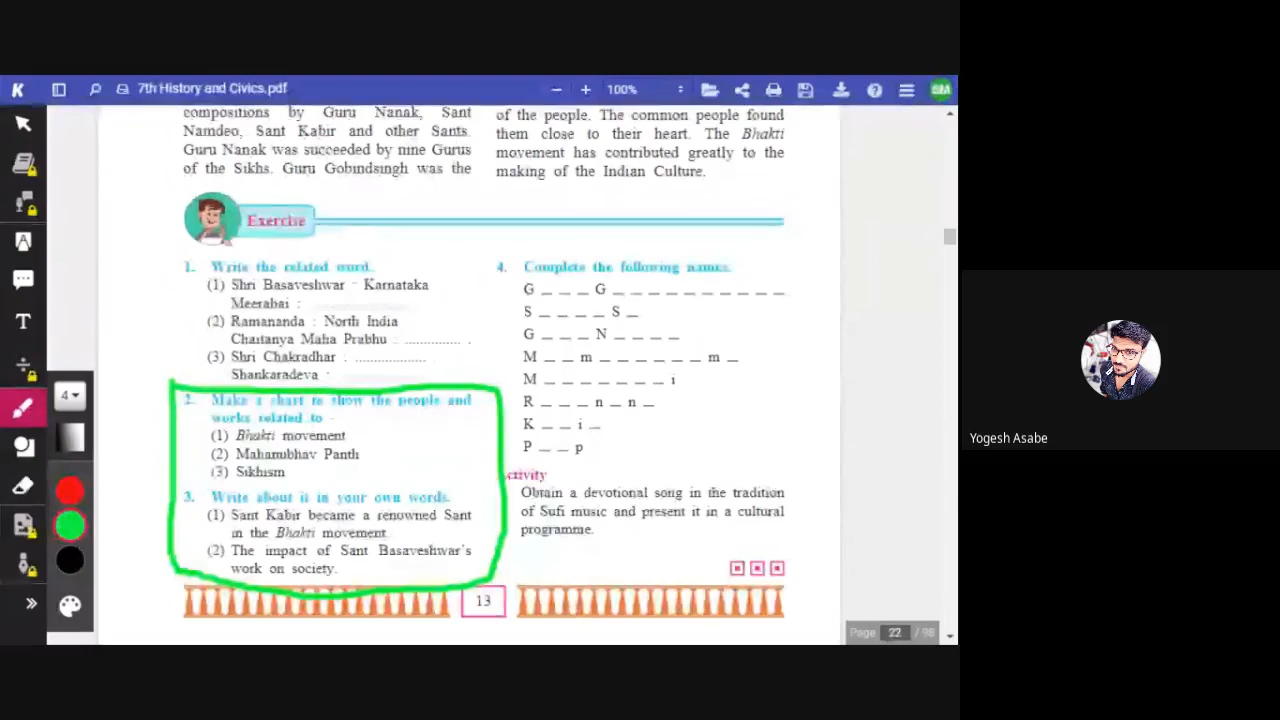 K
7th History and Civics.pdf
100%
compositions by Guru Nanak, Sant
Namdeo, Sant Kabir and other Sants.
Guru Nanak was succeeded by nine Gurus
of the Sikhs. Guru Gobindsingh was the
of the people. The common people found
them close to their heart. The Bhakti
movement has contributed greatly to the
making of the Indian Culture.
Exercise
1. Write the related word.
(1) Shri Basaveshwar - Karnataka
Meerabai :
(2) Ramananda : North India
Chaitanya Maha Prabhu : .............. .
(3) Shri Chakradhar : ..................
Shankaradeva :
2. Make a chart to show the people and
works related to -
(1) Bhakti movement
(2) Mahanubhav Panth
(3) Sikhism
3. Write about it in your own words.
(1) Sant Kabir became a renowned Sant
in the Bhakti movement.
(2) The impact of Sant Basaveshwar's
work on society.
4. Complete the following names.
G _ _ _ G _ _ _ _ _ _ _ _ _ _ _
S _ _ _ _ S _
G _ _ _ N _ _ _ _
M _ _ m _ _ _ _ _ _ m _
M _ _ _ _ _ _ _ i
R _ _ _ n _ n _
K _ _ i _
P _ _ p
ctivity
Obtain a devotional song in the tradition
of Sufi music and present it in a cultural
programme.
13
Page 22 / 98
4
T
A
Yogesh Asabe